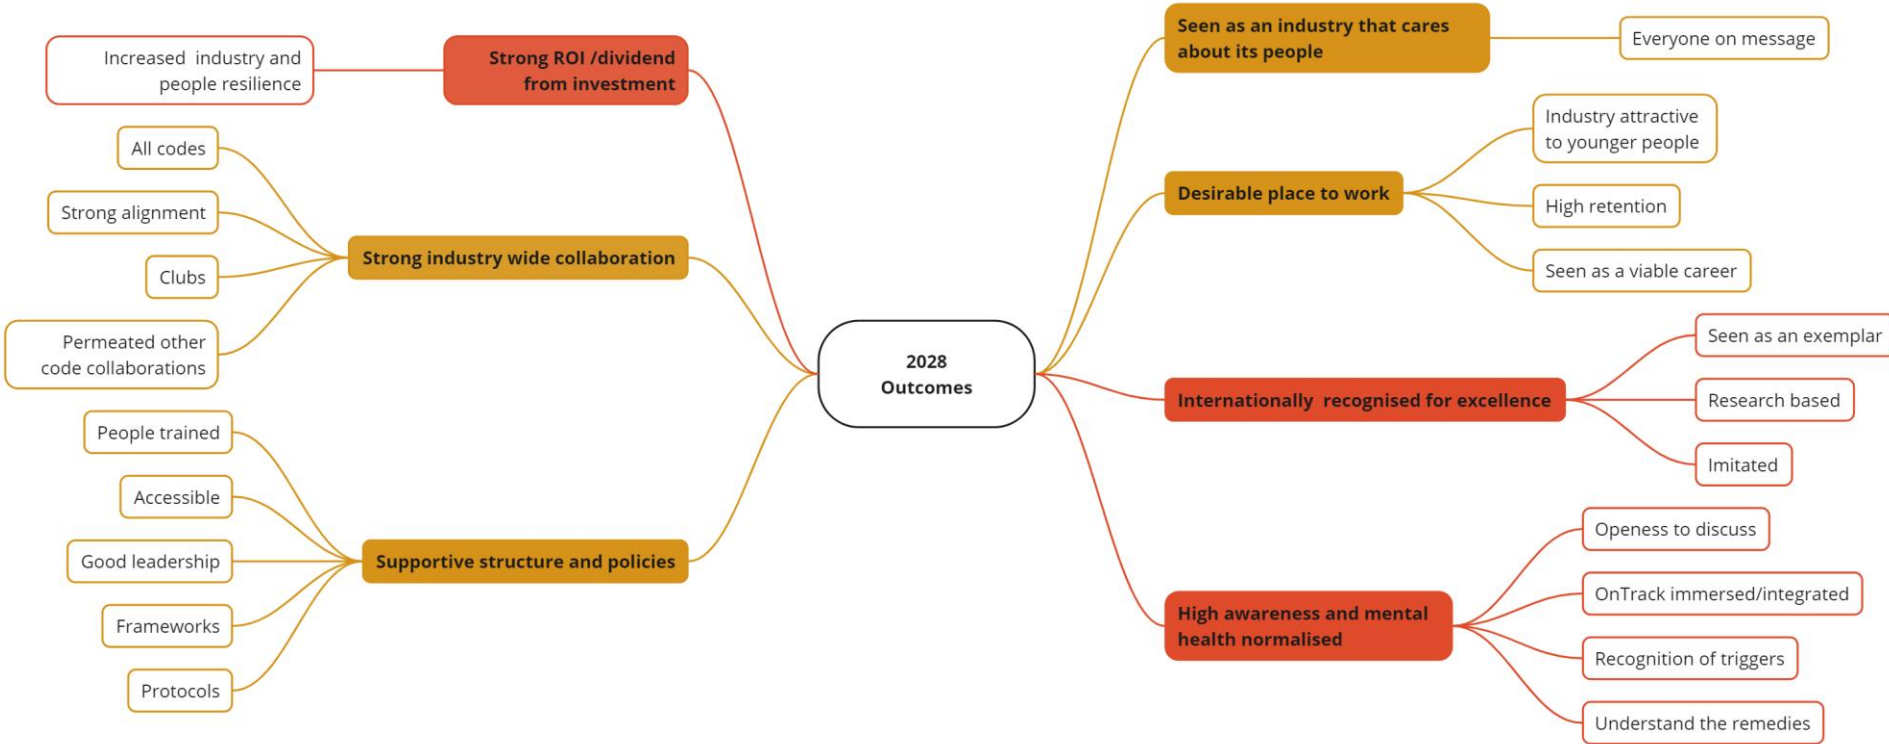 Increased  industry and
people resilience
Strong ROI /dividend
from investment
All codes
Strong alignment
Clubs
Permeated other
code collaborations
Strong industry wide collaboration
People trained
Accessible
Good leadership
Frameworks
Protocols
Supportive structure and policies
2028
Outcomes
Seen as an industry that cares
about its people
Everyone on message
Desirable place to work
Industry attractive
to younger people
High retention
Seen as a viable career
Internationally  recognised for excellence
Seen as an exemplar
Research based
Imitated
High awareness and mental
health normalised
Openess to discuss
OnTrack immersed/integrated
Recognition of triggers
Understand the remedies